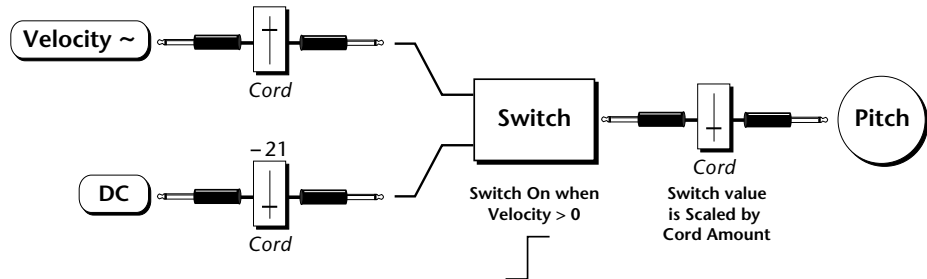 Velocity ~
Cord
– 21
DC
Cord
Switch
Switch On when
Velocity > 0
Cord
Switch value
is Scaled by
Cord Amount
Pitch